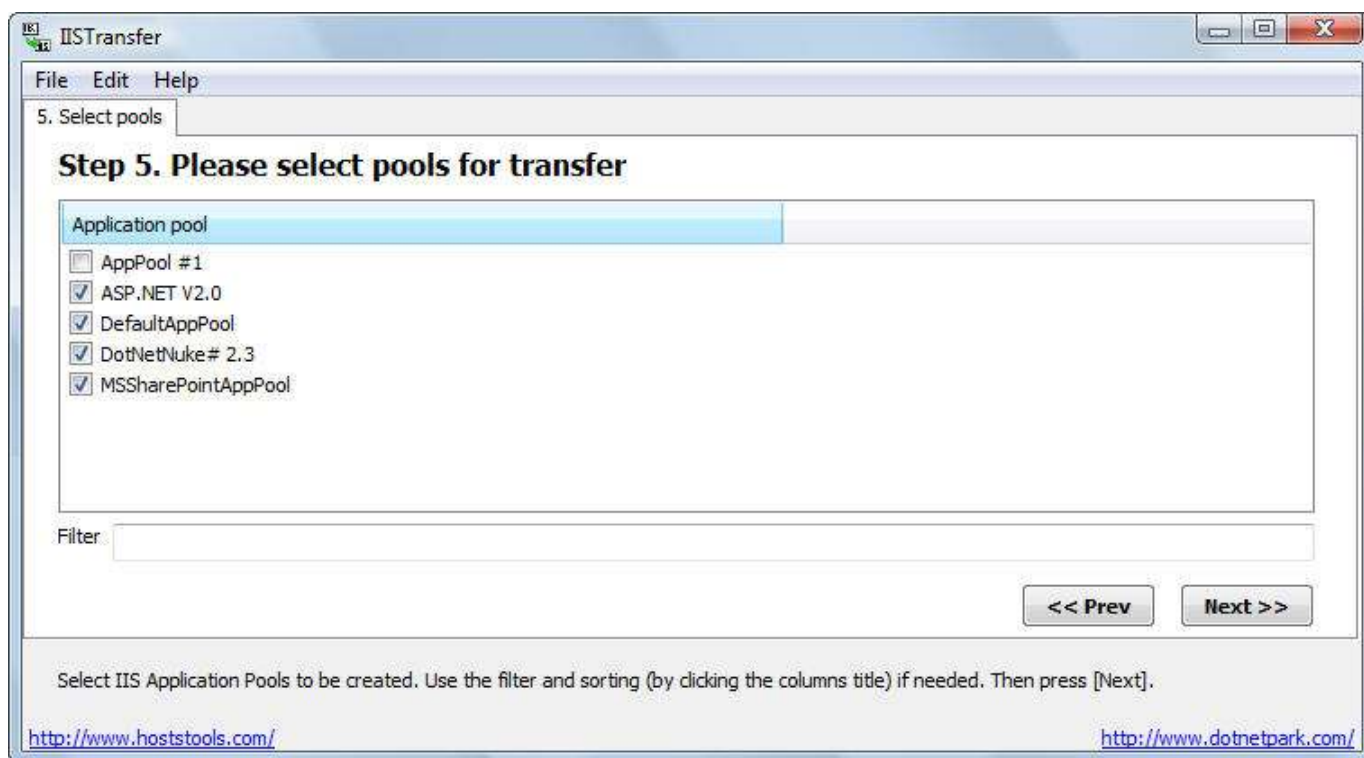 IISTransfer
File Edit Help
5. Select pools
Step 5. Please select pools for transfer
Application pool
AppPool #1
ASP.NET V2.0
DefaultAppPool
DotNetNuke# 2.3
MSSharePointAppPool
Filter
<< Prev Next >>
Select IIS Application Pools to be created. Use the filter and sorting (by clicking the columns title) if needed. Then press [Next].
http://www.hoststools.com/ http://www.dotnetpark.com/